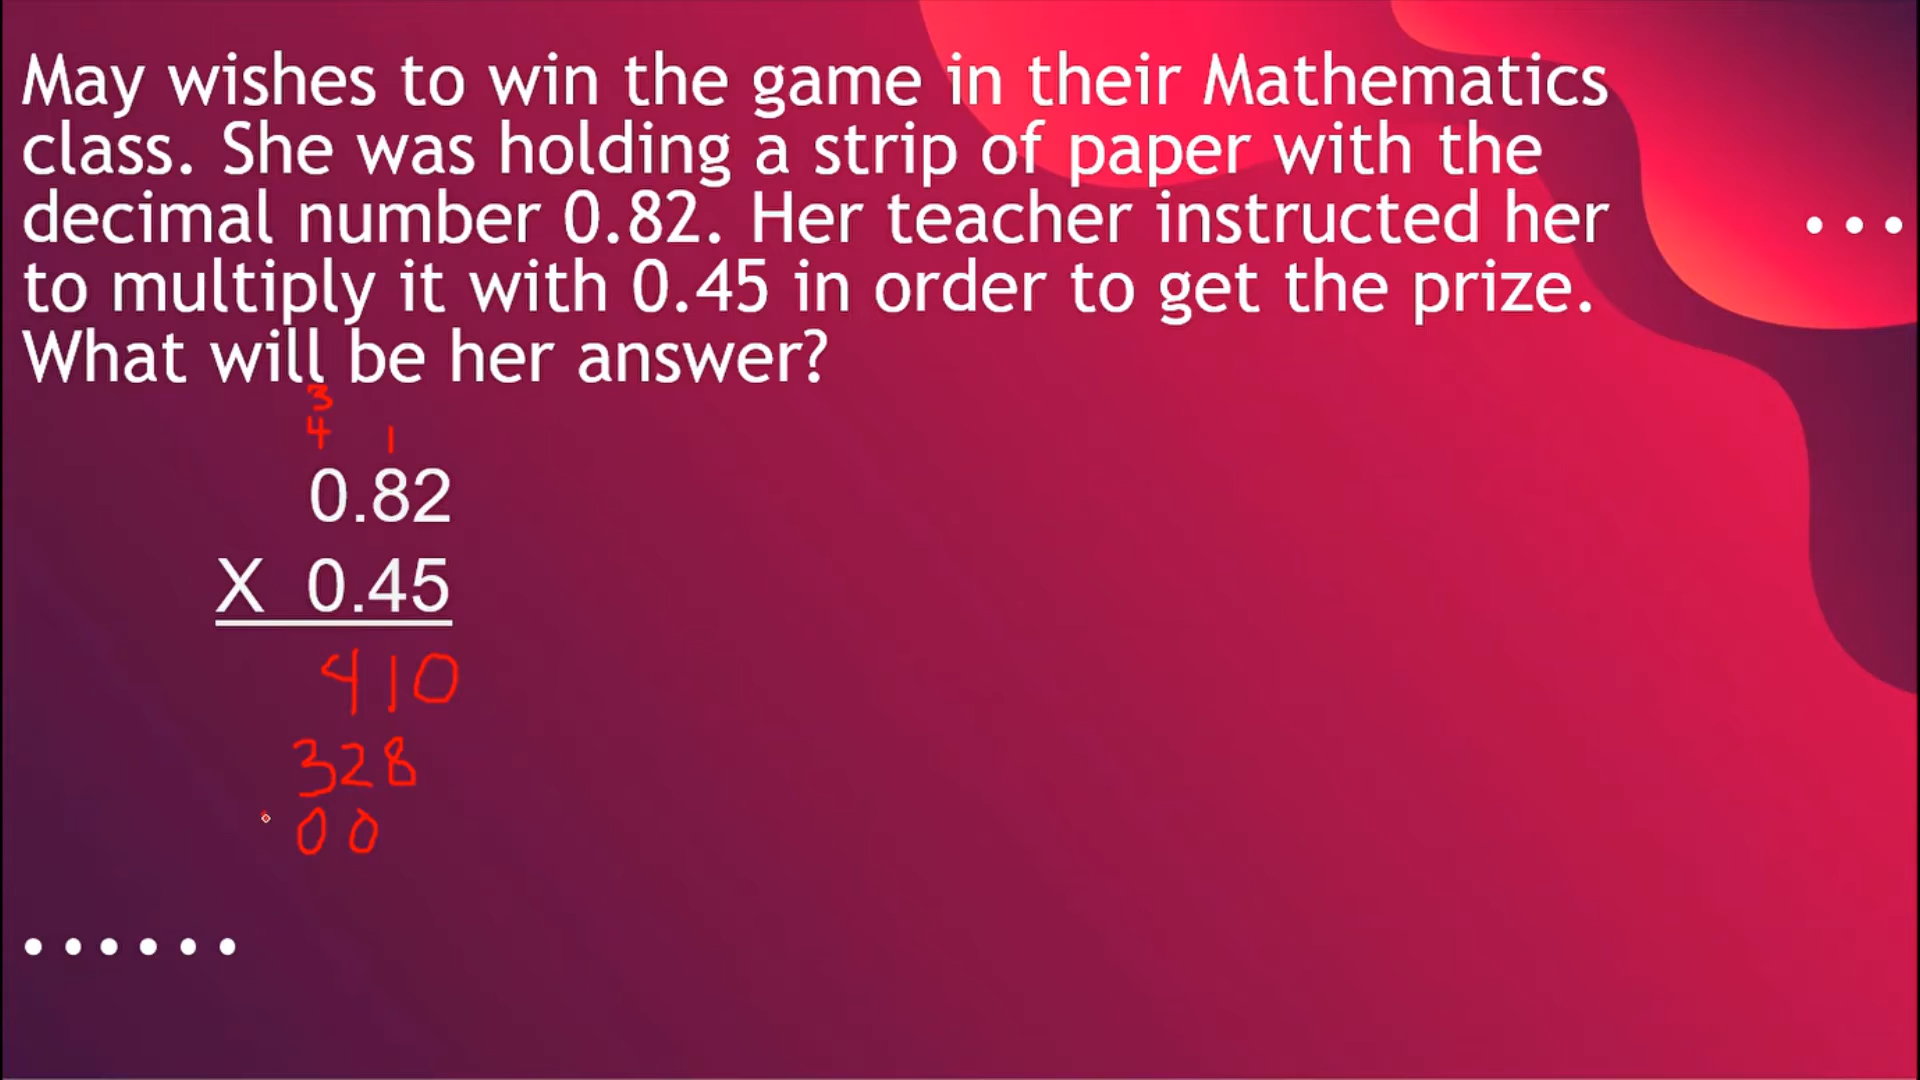 May wishes to win the game in their Mathematics
class. She was holding a strip of paper with the
decimal number 0.82. Her teacher instructed her
to multiply it with 0.45 in order to get the prize.
What will be her answer?
3
4 1
0.82
X 0.45
410
328
00